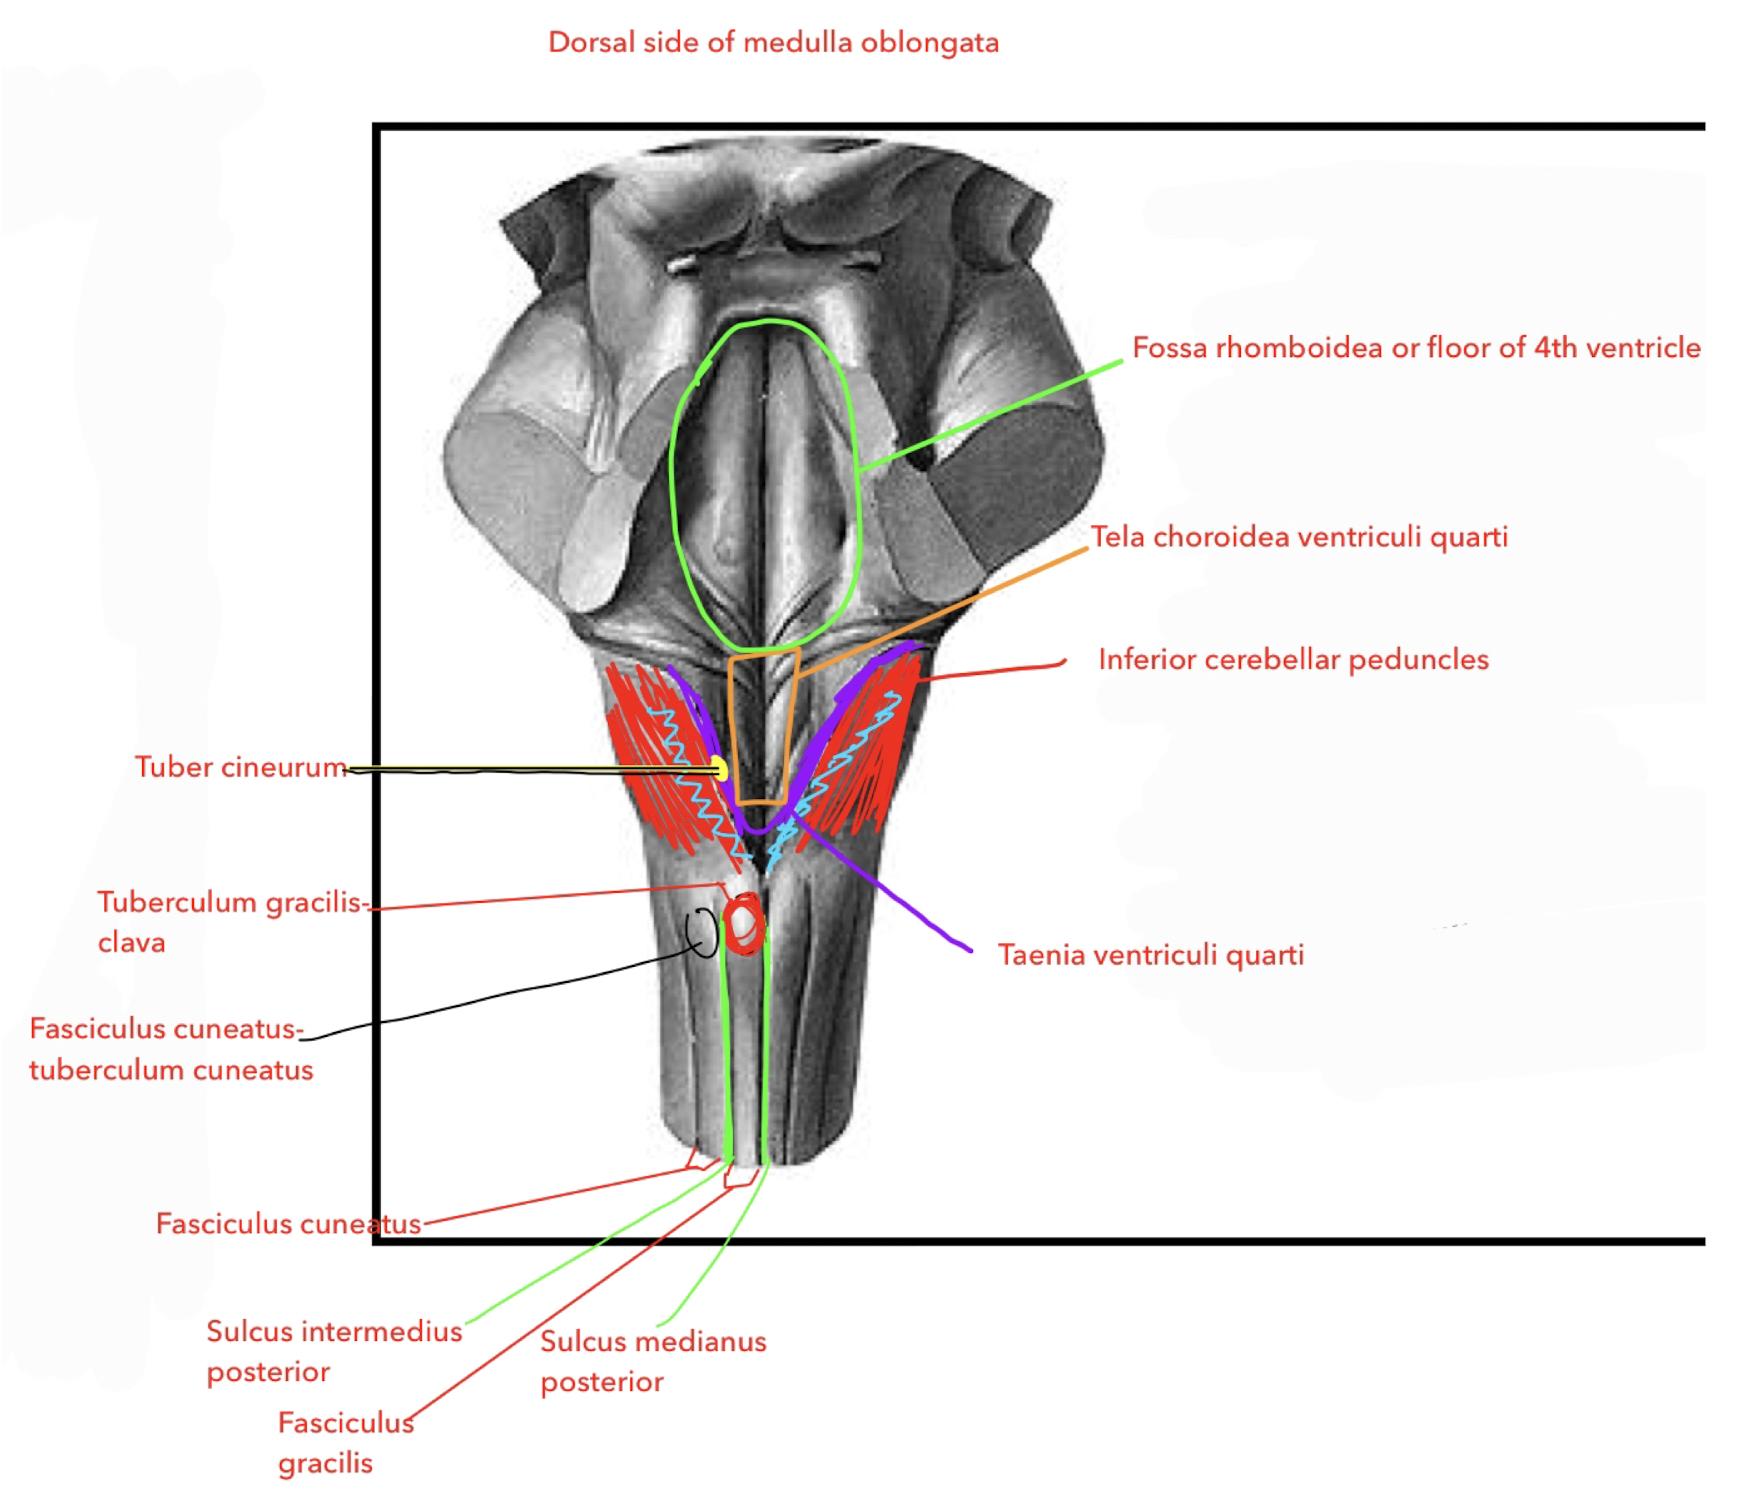 Dorsal side of medulla oblongata
Fossa rhomboidea or floor of 4th ventricle
Tela choroidea ventriculi quarti
Inferior cerebellar peduncles
Tuber cineurum
Tuberculum gracilis-
clava
Taenia ventriculi quarti
Fasciculus cuneatus-
tuberculum cuneatus
Fasciculus cuneatus
Sulcus intermedius
posterior
Sulcus medianus
posterior
Fasciculus
gracilis